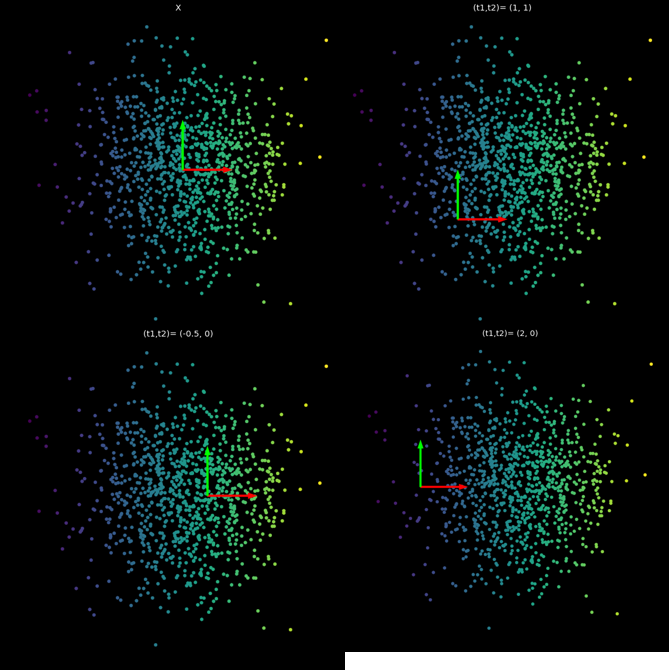 X
(t1,t2)= (1, 1)
(t1,t2)= (-0.5, 0)
(t1,t2)= (2, 0)